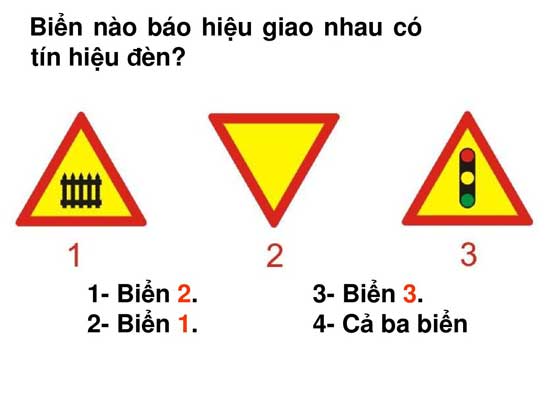 Biển nào báo hiệu giao nhau có
tín hiệu đèn?
1 2 3
1- Biển 2. 3- Biển 3.
2- Biển 1. 4- Cả ba biển